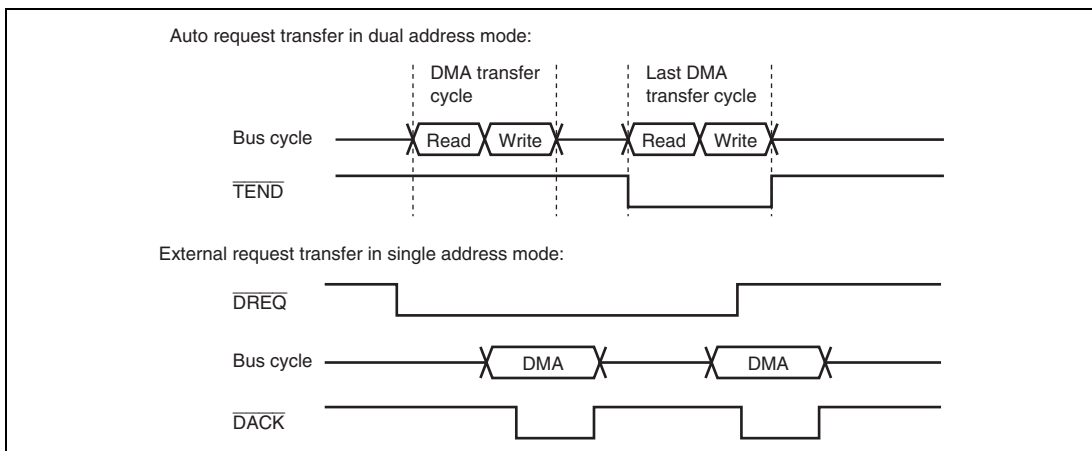 Auto request transfer in dual address mode:
DMA transfer cycle
Last DMA transfer cycle
Bus cycle
Read
Write
Read
Write
TEND
External request transfer in single address mode:
DREQ
Bus cycle
DMA
DMA
DACK